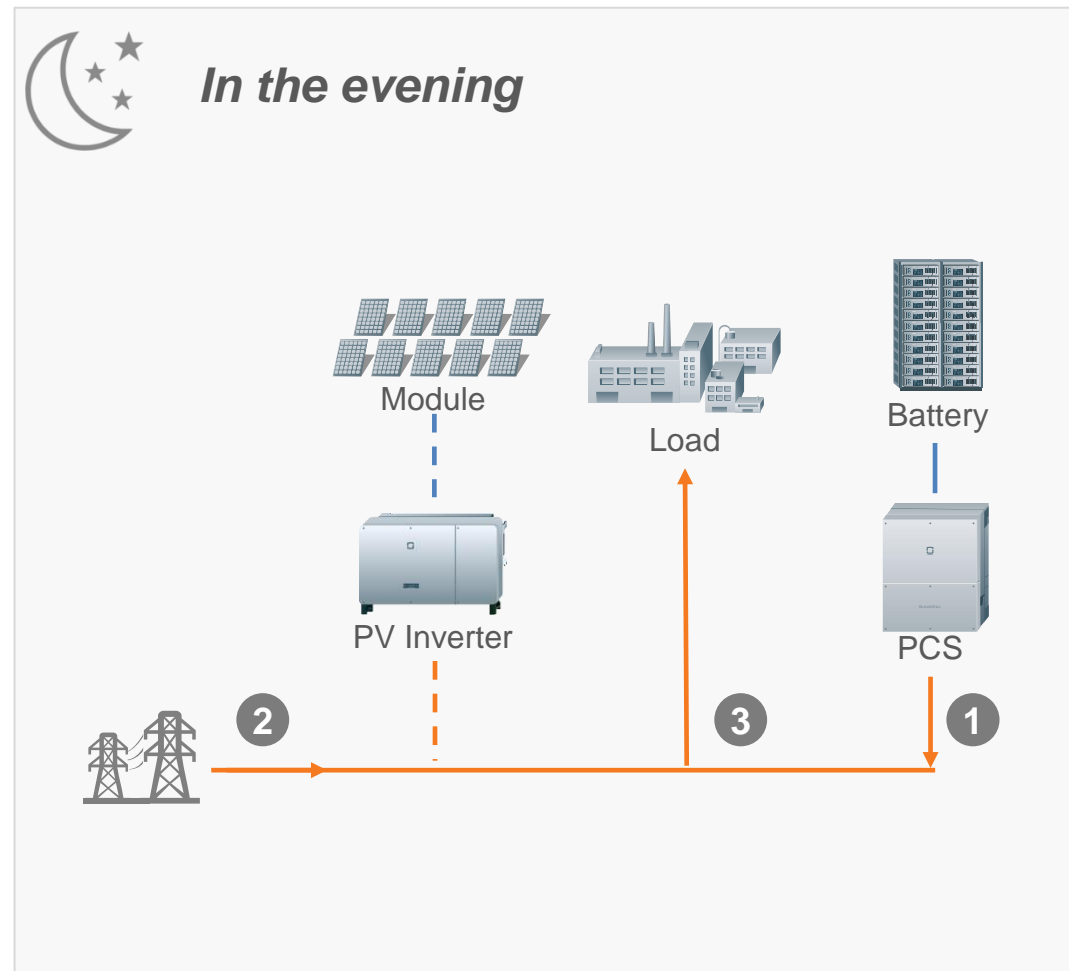 In the evening
Module
Load
Battery
PV Inverter
PCS
2
3
1